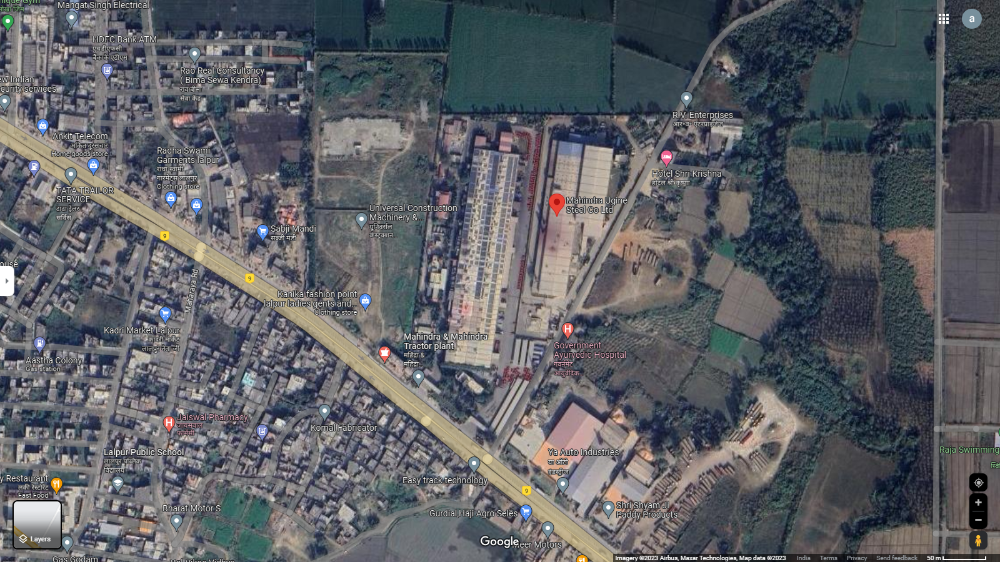 Mangat Singh Electrical
HDFC Bank ATM
एचडीएफसी
बैंक के एटीएम
Rao Real Consultancy
( Bima Sewa Kendra)
राव बीमा
सेवा केंद्र
ew Indian
curity services
Ankit Telecom
अंकित दूरसंचार
Home goods store
Radha Swami
Garments lalpur
राधा स्वामी
गारमेंट्स लालपुर
Clothing store
TATA TRAILOR
SERVICE
टाटा ट्रेलर
सर्विस
R.V. Enterprises
आर॰व॰ एंटरप्राइजेज
Hotel Shri Krishna
होटल श्री कृष्णा
Mahindra Ugine
Steel Co Ltd
Universal Construction
Machinery &...
यूनिवर्सल
कंस्ट्रक्शन...
Sabji Mandi
सब्जी मंडी
9
9
Maharaya Rd
Kanika fashion point
lalpur ladies gents and...
Clothing store
Kadri Market Lalpur
कादरी मार्केट
लालपुर नेता जी
Mahindra & Mahindra
Tractor plant
महिंद्रा &
महिंद्रा...
Government
Ayurvedic Hospital
गवर्नमेंट
आयुर्वेदिक...
Aastha Colony
Gas station
Jaiswal Pharmacy
जायसवाल
फार्मेसी
Komal Fabricator
Lalpur Public School
लालपुर पब्लिक
विद्यालय
Ya Auto Industries
या ऑटो
इंडस्ट्रीज
Raja Swimming
Easy track technology
9
y Restaurant
लकी रेस्टोरेंट
Fast Food
Bharat Motor S
Gurdial,Haji Agro Seles
Shri Shyam Ji
Paddy Products
Layers
Google
eer Motors
Gas Godam
Imagery ©2023 Airbus, Maxar Technologies, Map data ©2023
India
Terms
Privacy
Send feedback
50 m